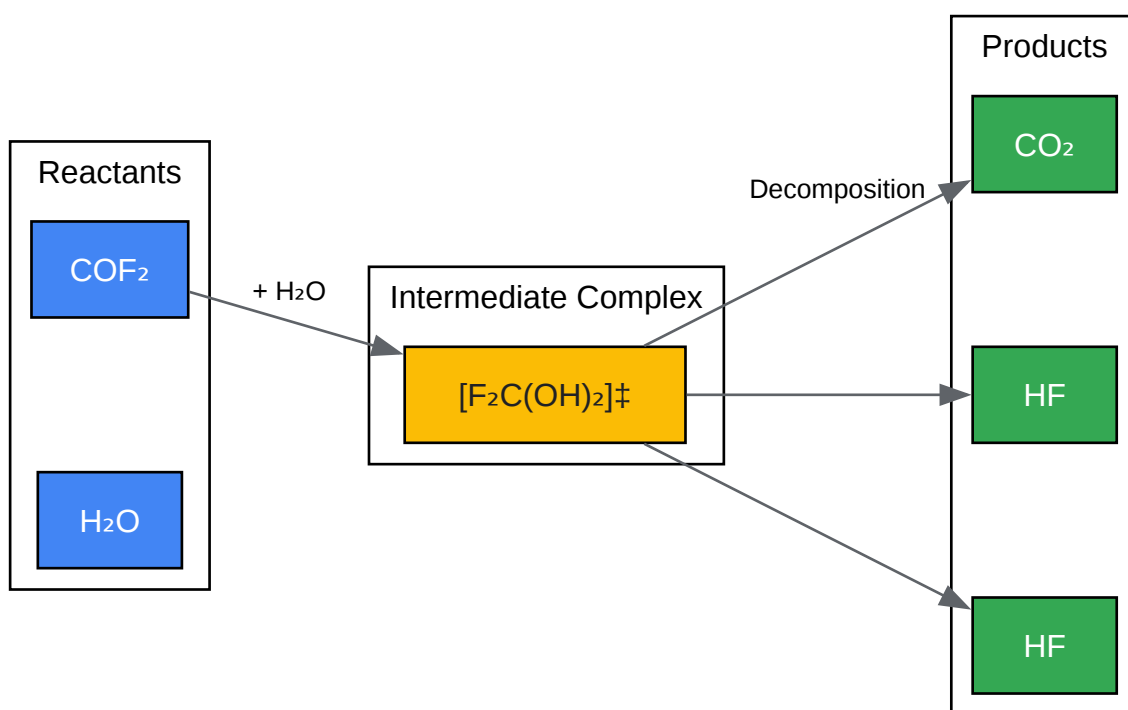 Reactants
COF₂
H₂O
+ H₂O
Intermediate Complex
[F₂C(OH)₂]‡
Decomposition
Products
CO₂
HF
HF